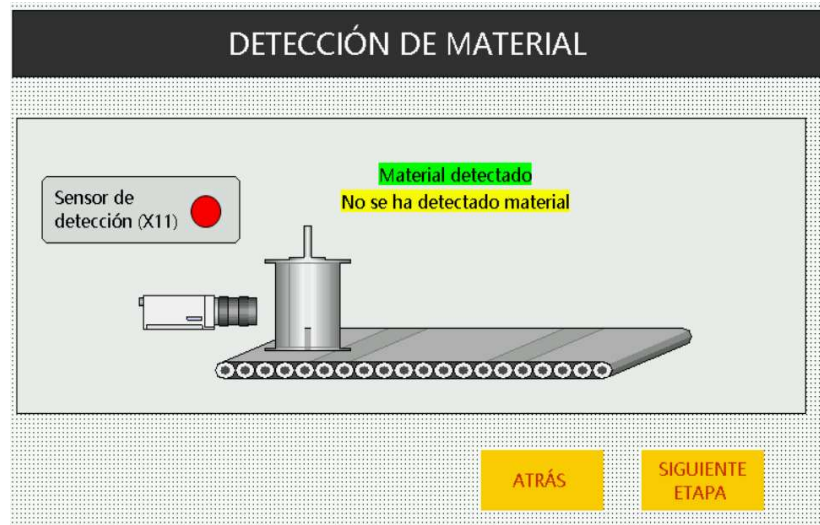 DETECCIÓN DE MATERIAL
Material detectado
No se ha detectado material
Sensor de
detección (X11)
ATRÁS
SIGUIENTE
ETAPA